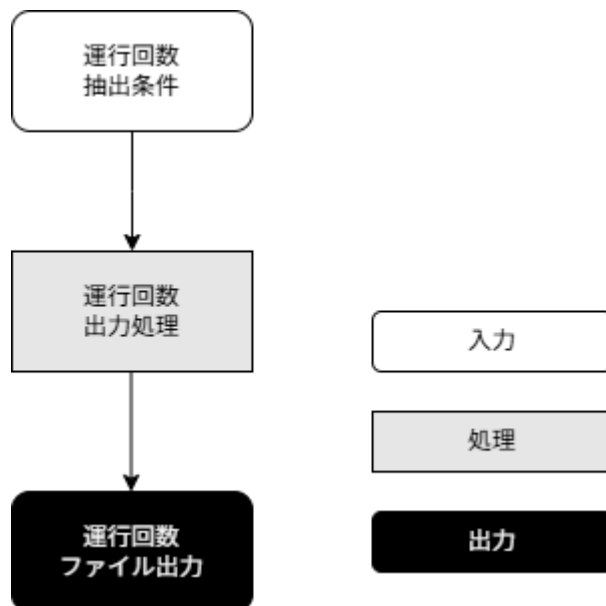 運行回数
抽出条件
運行回数
出力処理
運行回数
ファイル出力
入力
処理
出力